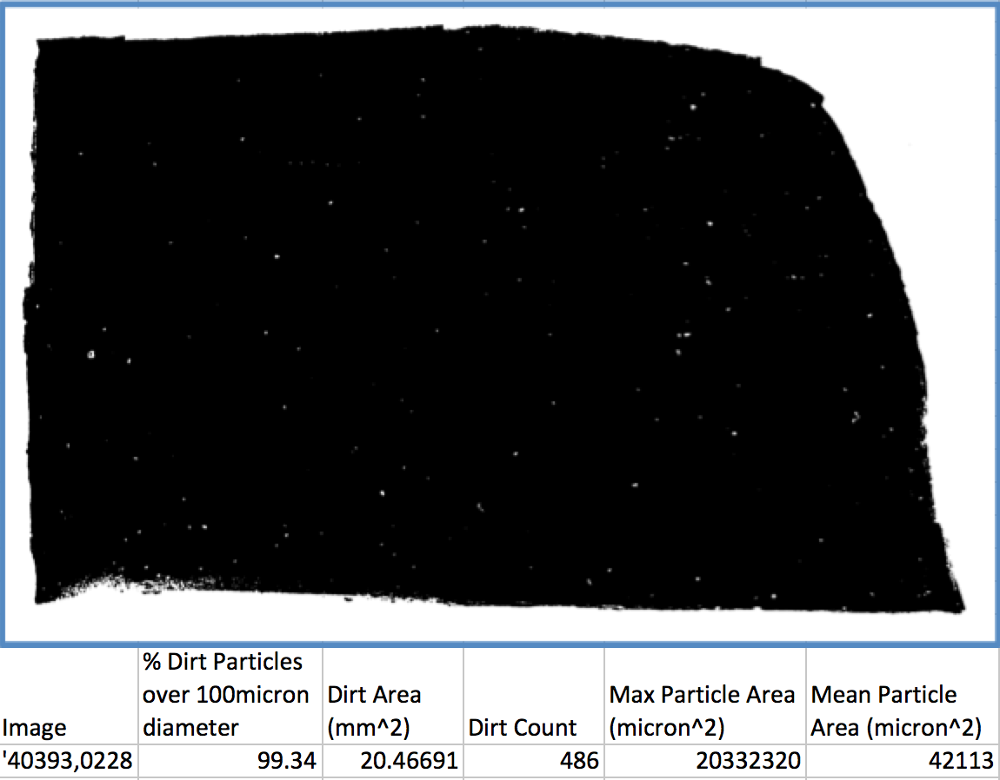 Image
% Dirt Particles
over 100micron
diameter
Dirt Area
(mm^2)
Dirt Count
Max Particle Area
(micron^2)
Mean Particle
Area (micron^2)
'40393,0228 99.34 20.46691 486 20332320 42113